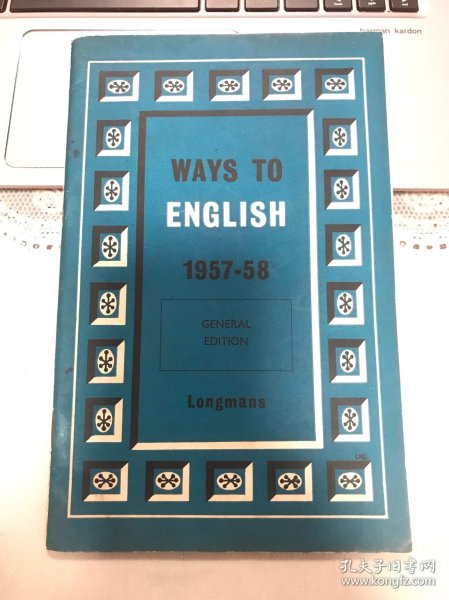 harman kardon
WAYS TO
ENGLISH
1957-58
GENERAL
EDITION
Longmans
孔夫子旧书网
www.kongfz.com